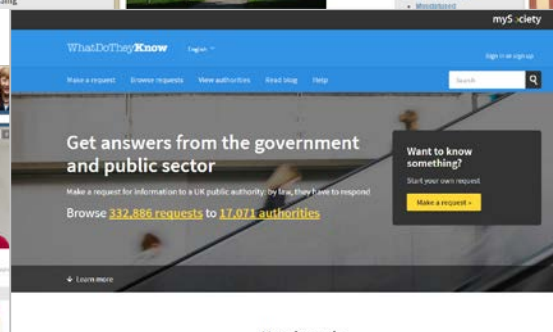 mySociety
WhatDoTheyKnow English
Sign in or sign up
Make a request Browse requests View authorities Read blog Help Search
Get answers from the government
and public sector
Make a request for information to a UK public authority: by law, they have to respond
Browse 332,886 requests to 17,071 authorities
Want to know
something?
Start your own request
Make a request »
Learn more